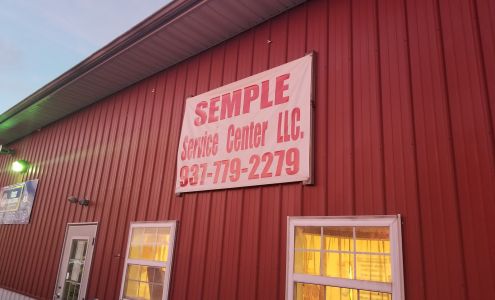 SEMPLE
Service Center LLC.
937-779-2279